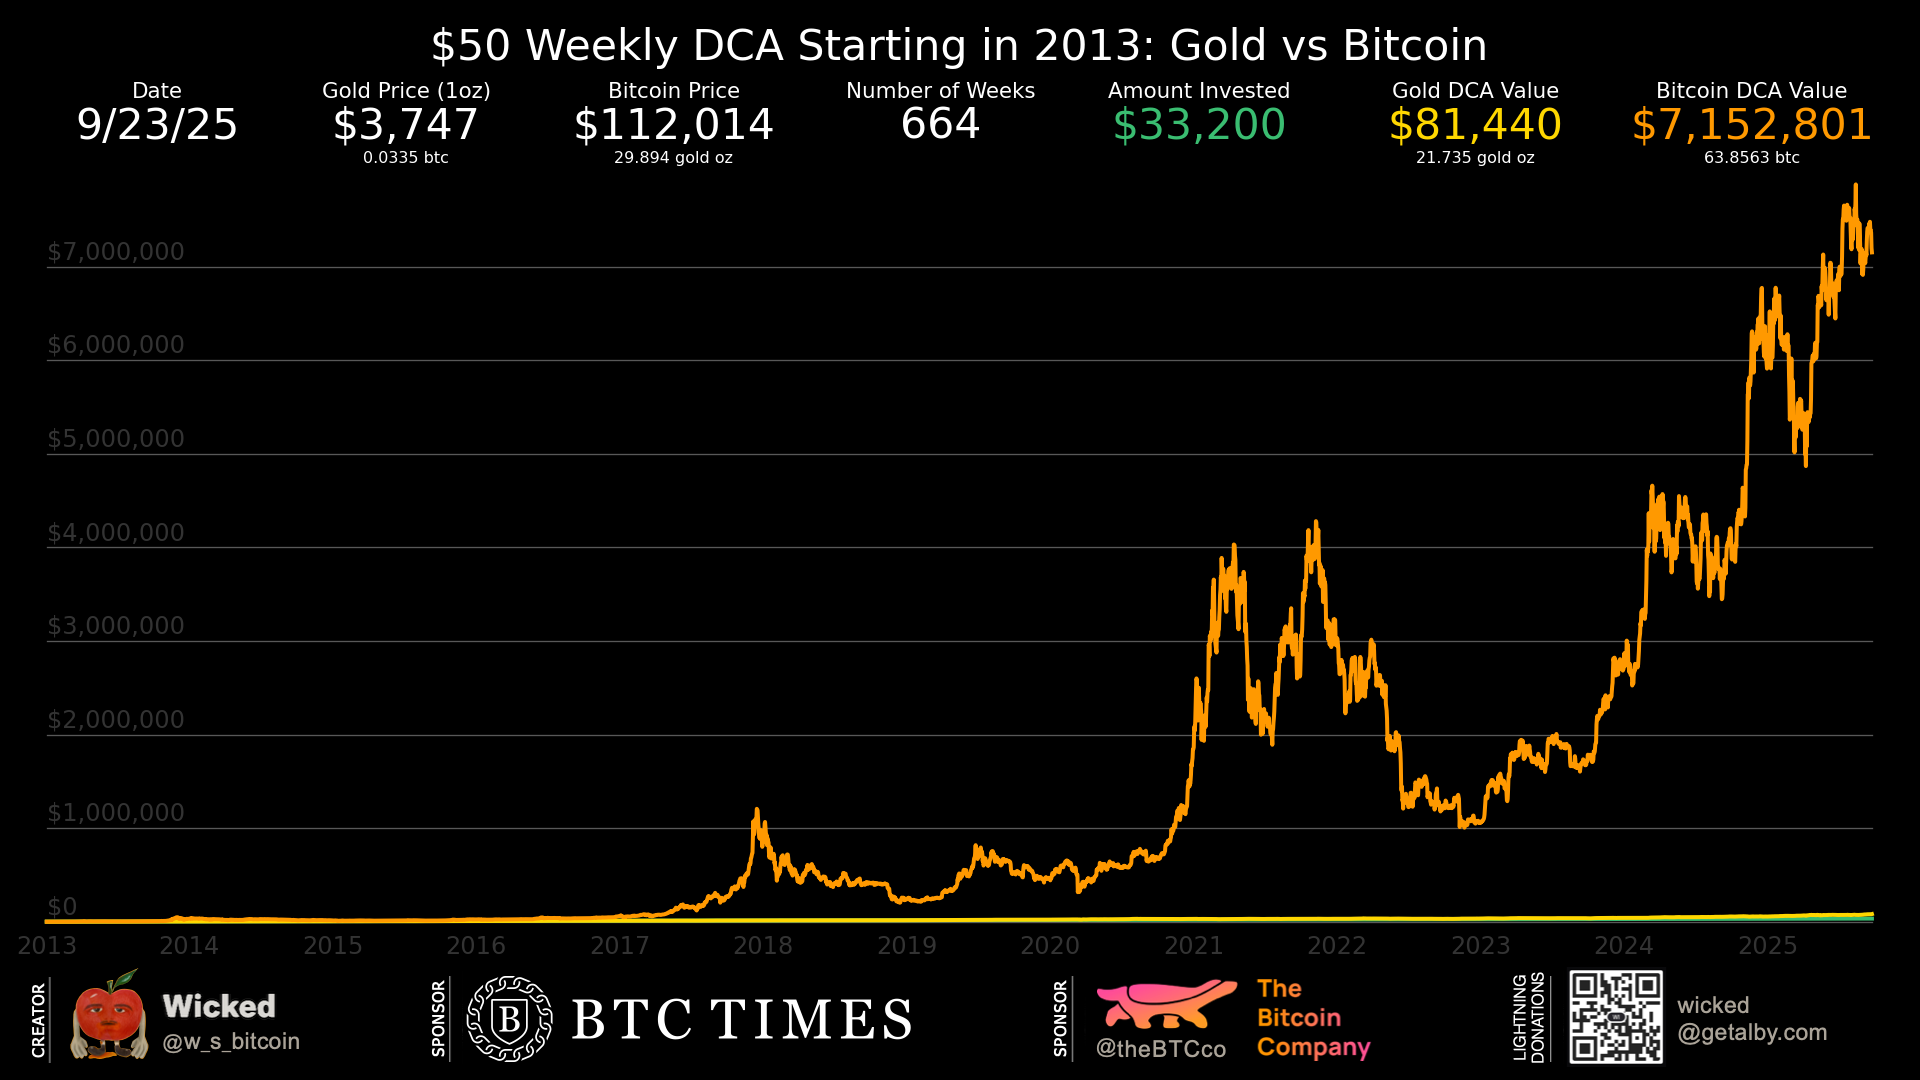 $50 Weekly DCA Starting in 2013: Gold vs Bitcoin
Date
9/23/25
Gold Price (1oz)
$3,747
0.0335 btc
Bitcoin Price
$112,014
29.894 gold oz
Number of Weeks
664
Amount Invested
$33,200
Gold DCA Value
$81,440
21.735 gold oz
Bitcoin DCA Value
$7,152,801
63.8563 btc
$7,000,000
$6,000,000
$5,000,000
$4,000,000
$3,000,000
$2,000,000
$1,000,000
$0
2013 2014 2015 2016 2017 2018 2019 2020 2021 2022 2023 2024 2025
CREATOR
Wicked
@w_s_bitcoin
SPONSOR
B
BTC TIMES
SPONSOR
@theBTCco
The
Bitcoin
Company
LIGHTNING
DONATIONS
wicked
@getalby.com